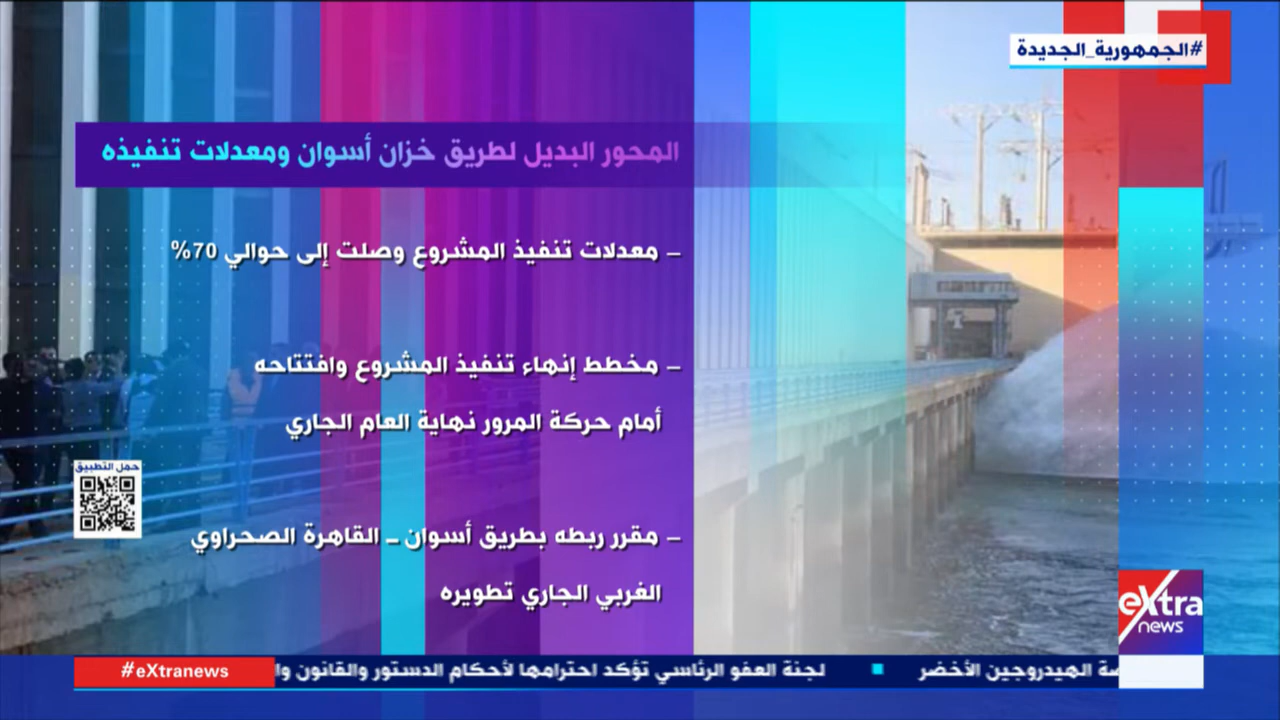 #الجمهورية_الجديدة
المحور البديل لطريق خزان أسوان ومعدلات تنفيذه
– معدلات تنفيذ المشروع وصلت إلى حوالي 70%
– مخطط إنهاء تنفيذ المشروع وافتتاحه
أمام حركة المرور نهاية العام الجاري
حمل التطبيق
– مقرر ربطه بطريق أسوان – القاهرة الصحراوي
الغربي الجاري تطويره
eXtra
news
الهيدروجين الأخضر ■ لجنة العفو الرئاسي تؤكد احترامها لأحكام الدستور والقانون
#eXtranews